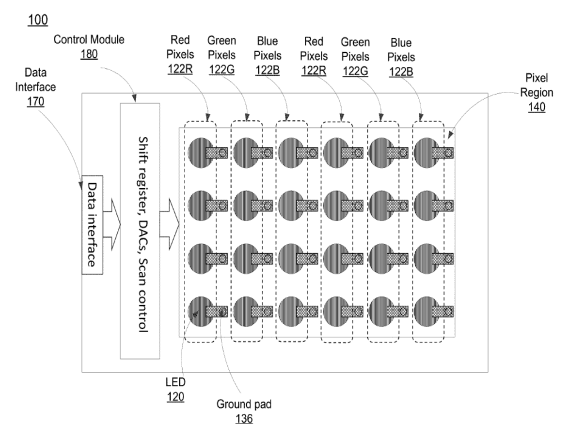 100
Control Module
180
Data
Interface
170
Red
Pixels
122R
Green
Pixels
122G
Blue
Pixels
122B
Red
Pixels
122R
Green
Pixels
122G
Blue
Pixels
122B
Pixel
Region
140
Data interface
Shift register, DACs, Scan control
LED
120
Ground pad
136